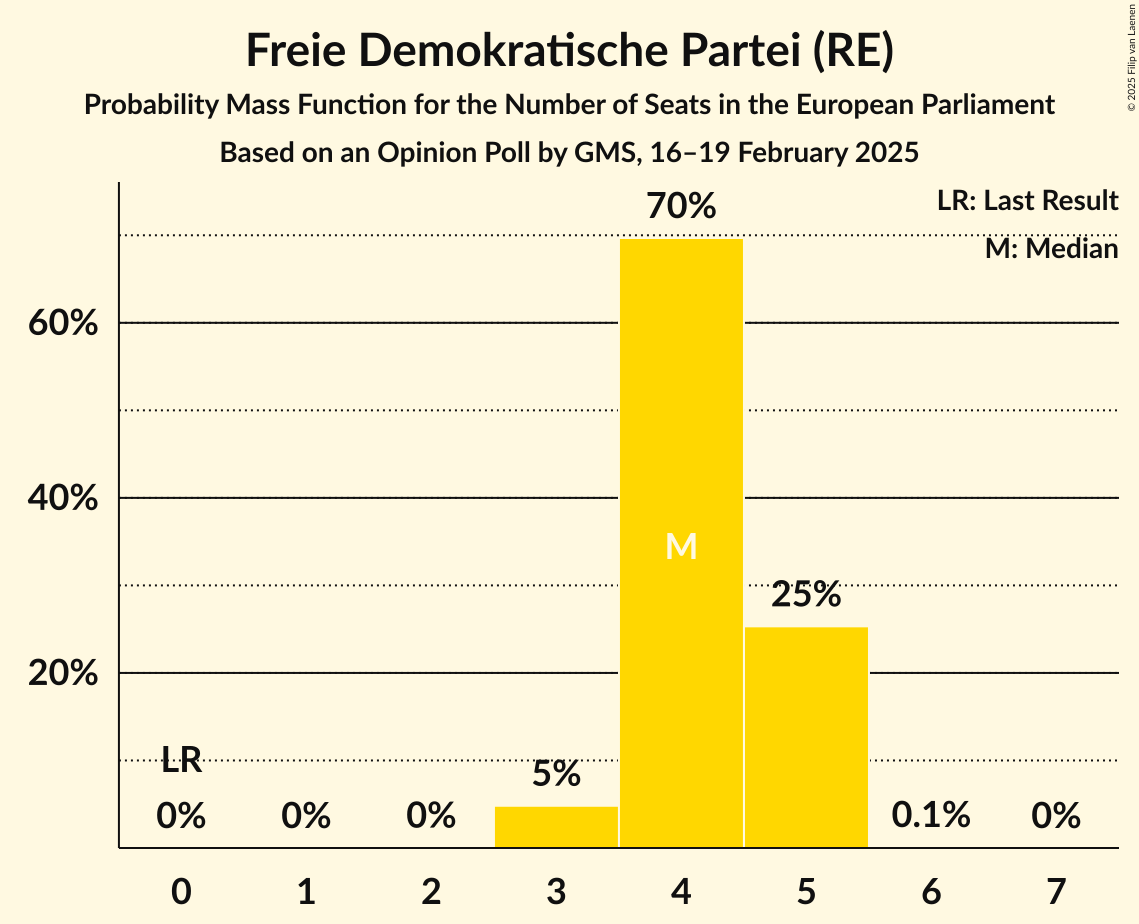 Freie Demokratische Partei (RE)
Probability Mass Function for the Number of Seats in the European Parliament
Based on an Opinion Poll by GMS, 16–19 February 2025
© 2025 Filip van Laenen
LR: Last Result
M: Median
70%
60%
40%
M
25%
20%
LR
5%
0% 0% 0% 0.1% 0%
0 1 2 3 4 5 6 7